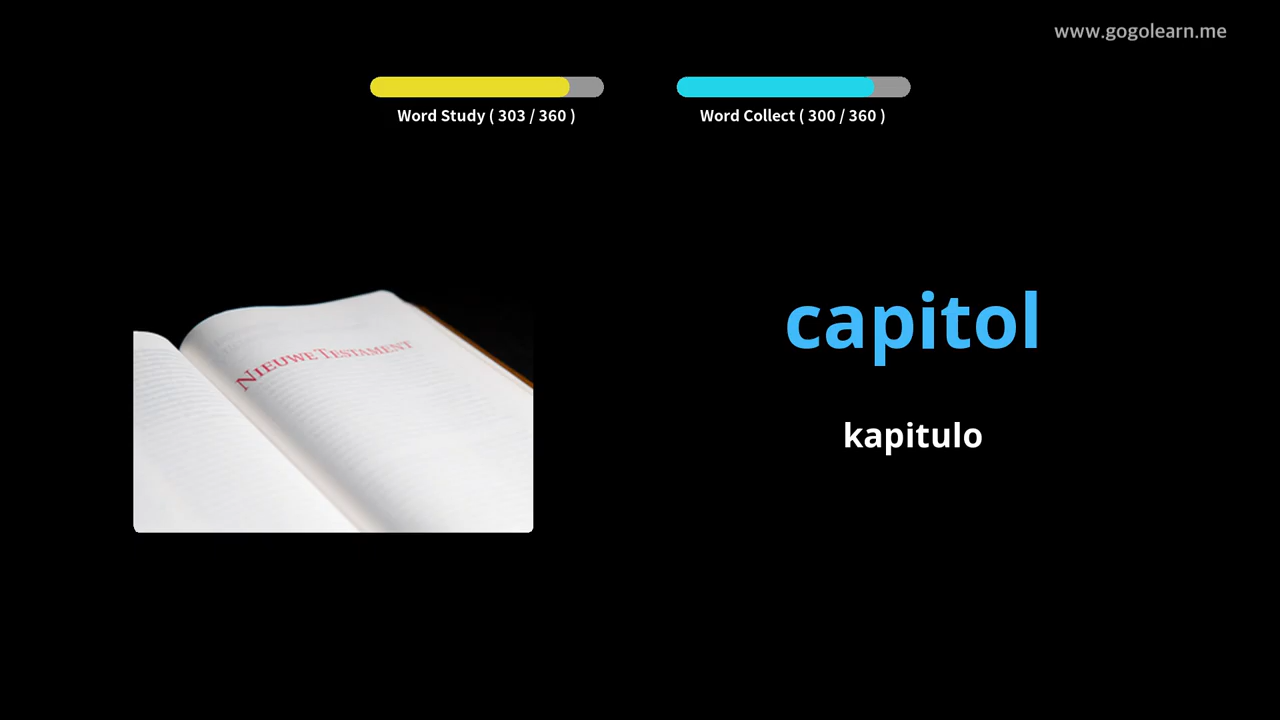 www.gogolearn.me
Word Study ( 303 / 360 )
Word Collect ( 300 / 360 )
NIEUWE TESTAMENT
capitol
kapitulo